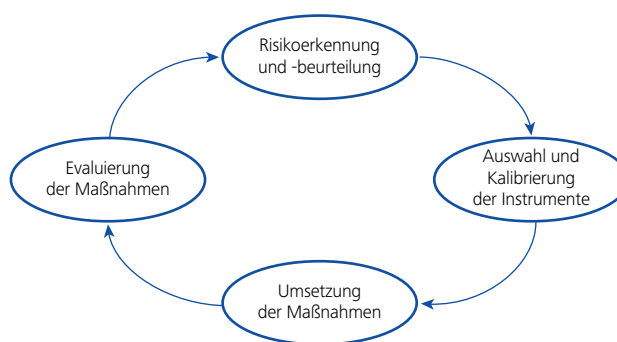 Risikoerkennung
und -beurteilung
Auswahl und
Kalibrierung
der Instrumente
Umsetzung
der Maßnahmen
Evaluierung
der Maßnahmen